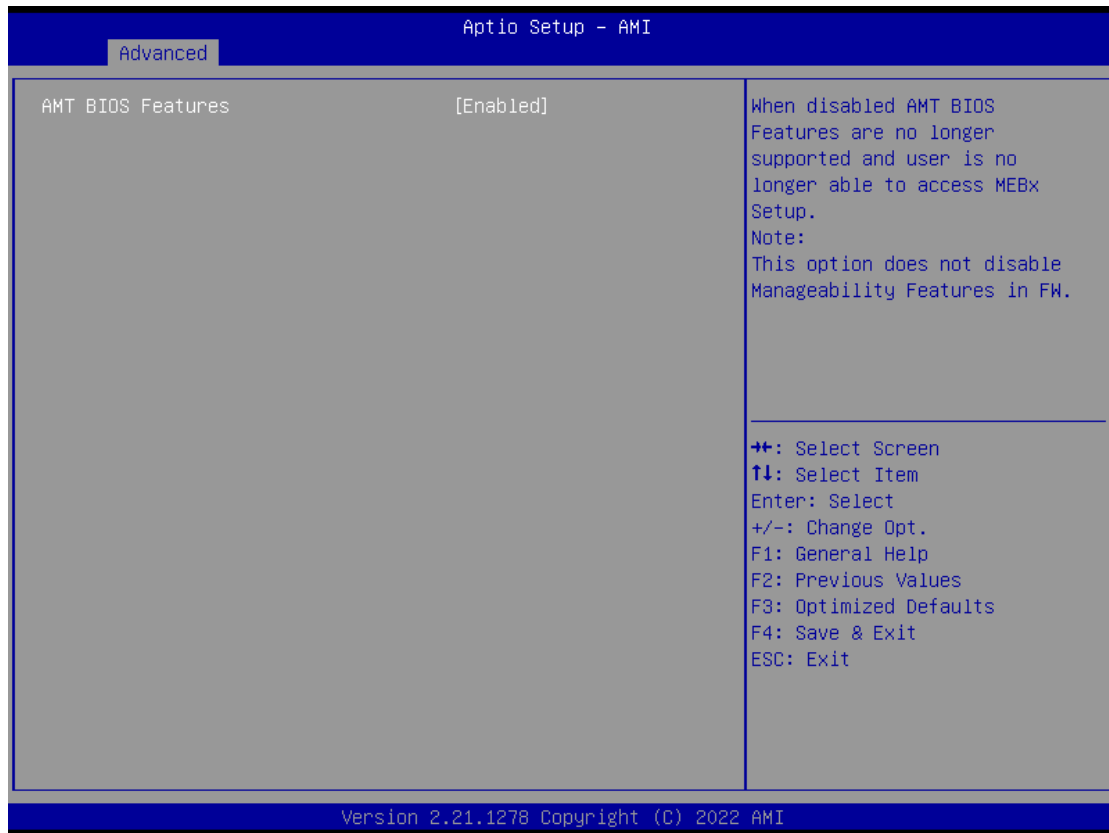 Aptio Setup – AMI
Advanced
AMT BIOS Features [Enabled]
When disabled AMT BIOS
Features are no longer
supported and user is no
longer able to access MEBx
Setup.
Note:
This option does not disable
Manageability Features in FW.
→←: Select Screen
↑↓: Select Item
Enter: Select
+/-: Change Opt.
F1: General Help
F2: Previous Values
F3: Optimized Defaults
F4: Save & Exit
ESC: Exit
Version 2.21.1278 Copyright (C) 2022 AMI